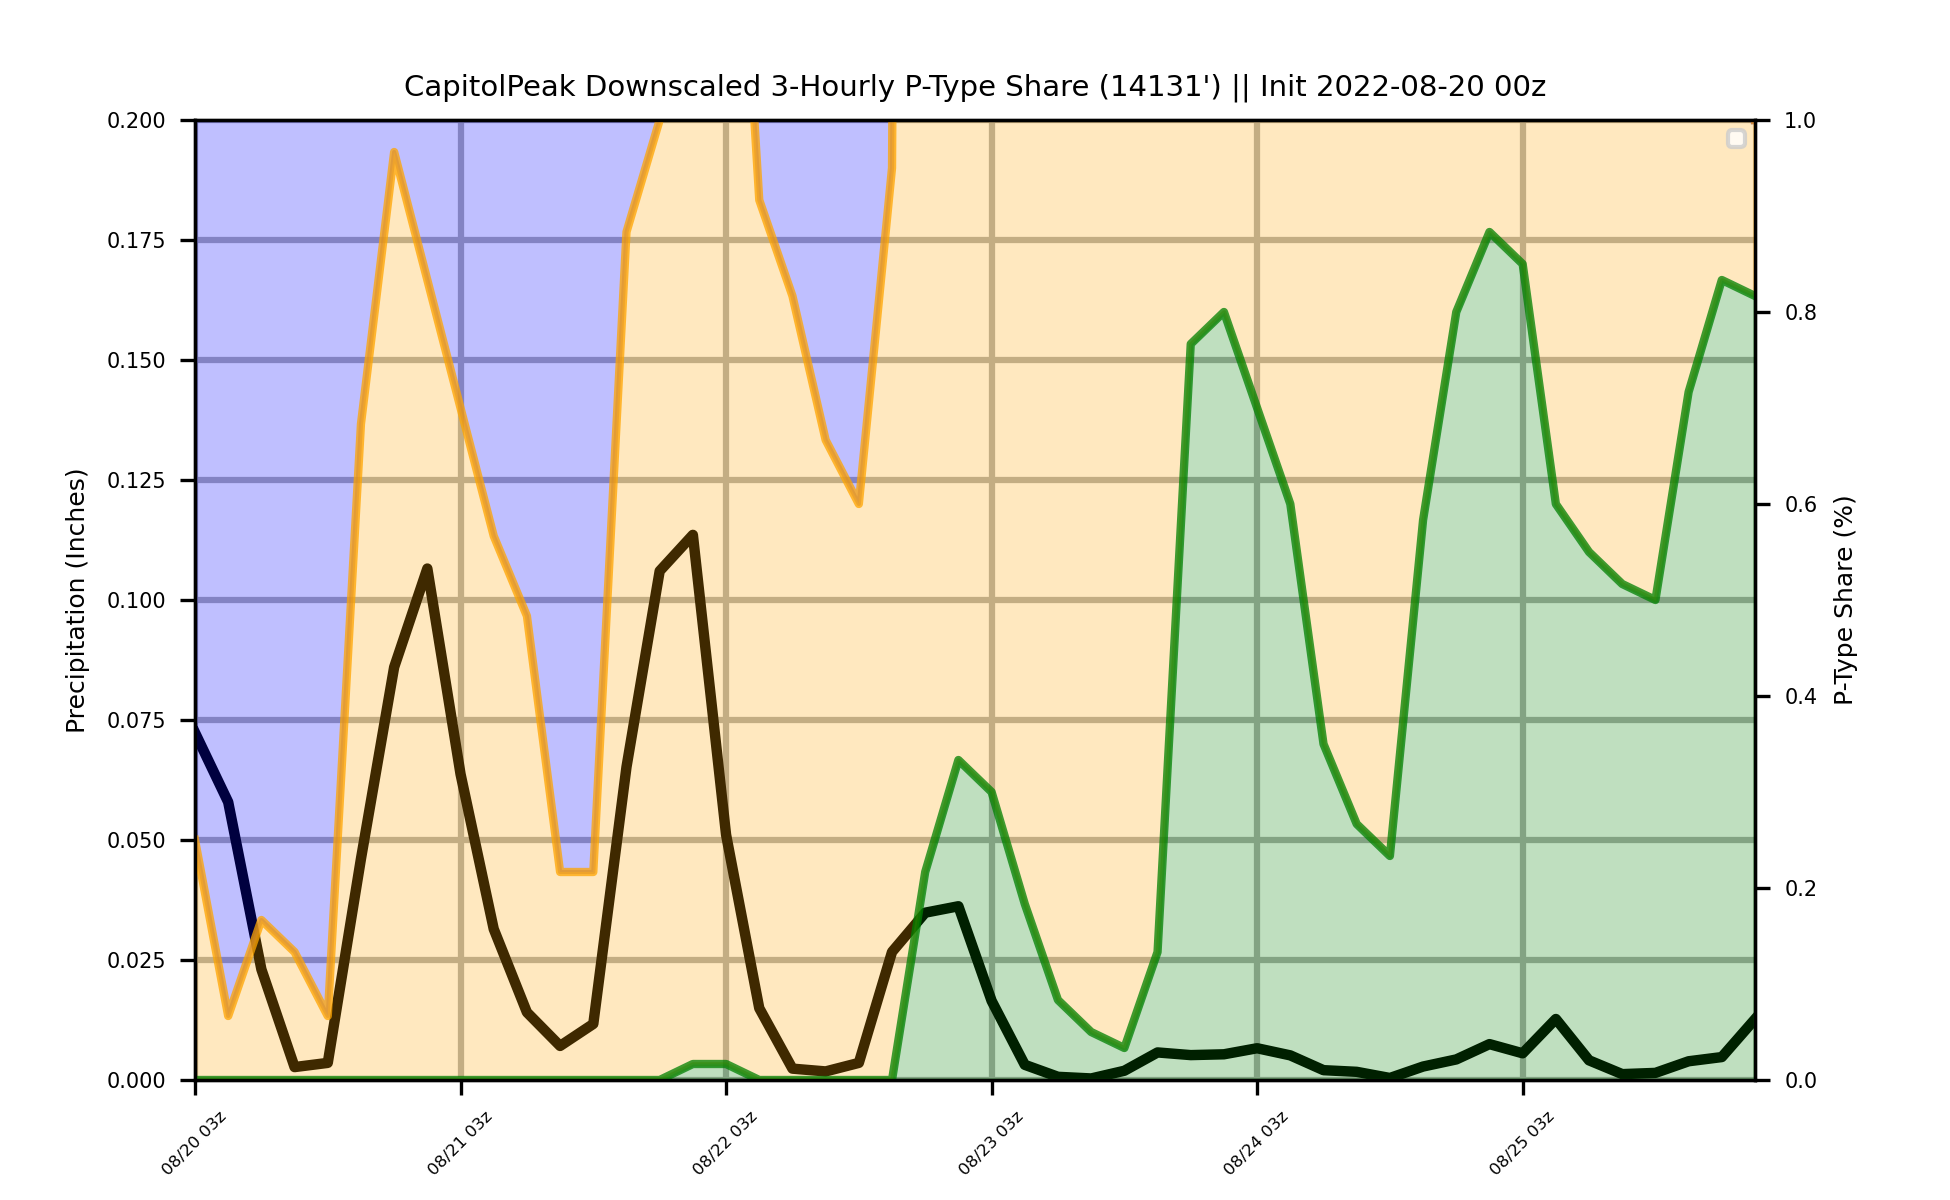 CapitolPeak Downscaled 3-Hourly P-Type Share (14131') || Init 2022-08-20 00z
0.200
0.175
0.150
0.125
0.100
0.075
0.050
0.025
0.000
Precipitation (Inches)
1.0
0.8
0.6
0.4
0.2
0.0
P-Type Share (%)
08/20 03z
08/21 03z
08/22 03z
08/23 03z
08/24 03z
08/25 03z